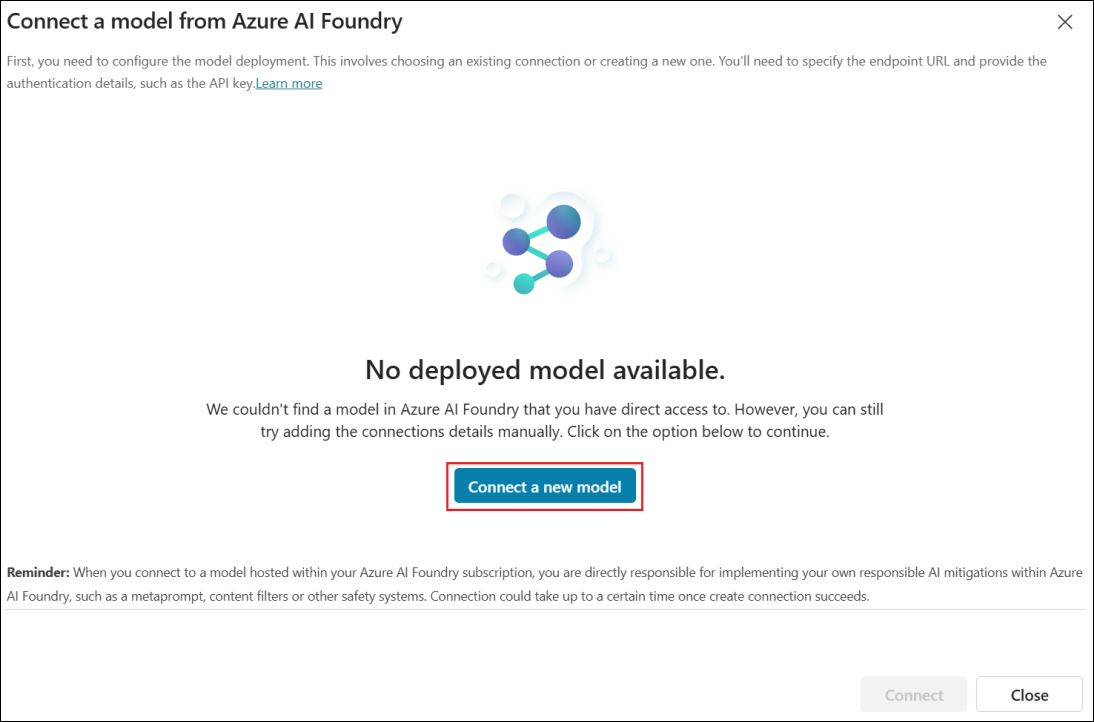 Connect a model from Azure AI Foundry
First, you need to configure the model deployment. This involves choosing an existing connection or creating a new one. You'll need to specify the endpoint URL and provide the
authentication details, such as the API key.Learn more
No deployed model available.
We couldn't find a model in Azure AI Foundry that you have direct access to. However, you can still
try adding the connections details manually. Click on the option below to continue.
Connect a new model
Reminder: When you connect to a model hosted within your Azure AI Foundry subscription, you are directly responsible for implementing your own responsible AI mitigations within Azure
AI Foundry, such as a metaprompt, content filters or other safety systems. Connection could take up to a certain time once create connection succeeds.
Connect
Close